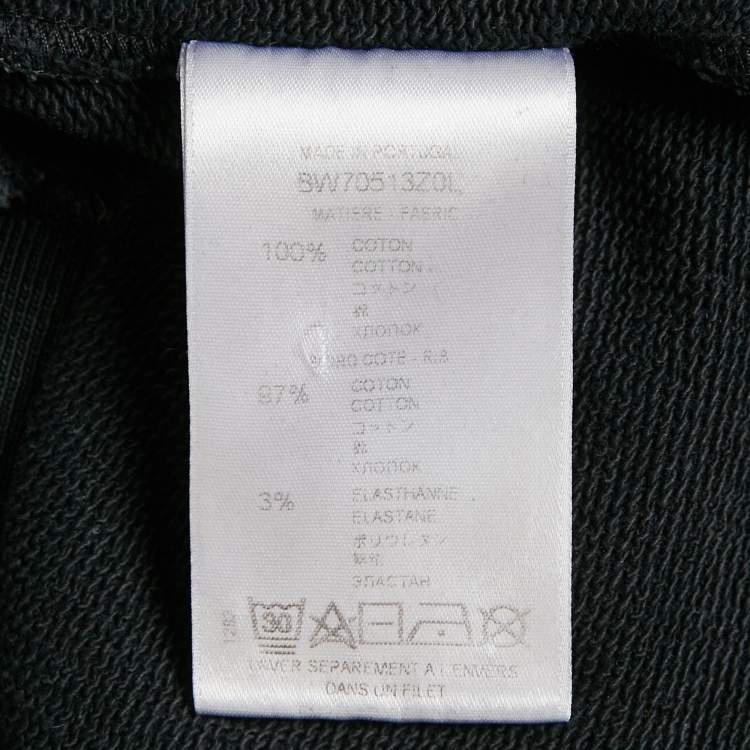 MADE IN PORTUGAL
BW70513Z0L
MATIERE - FABRIC
100% COTON
COTTON
コットン
棉
ХЛОПОК
BORD COTE - RIB
97% COTON
COTTON
コットン
棉
ХЛОПОК
3% ELASTHANNE
ELASTANE
ポリウレタン
ЭЛАСТАН
30
LAVER SEPAREMENT A L'ENVERS
DANS UN FILET